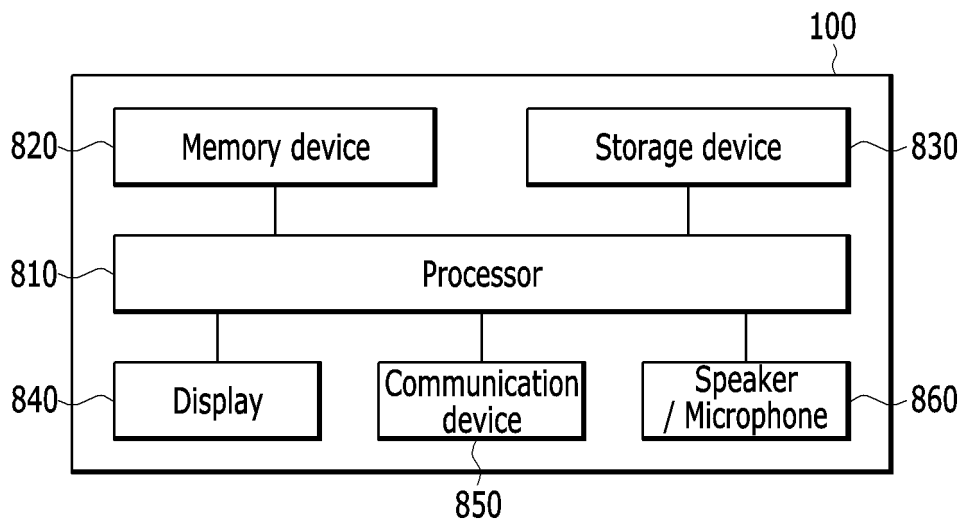 100
820
Memory device
Storage device
830
810
Processor
840
Display
Communication
device
Speaker
/ Microphone
860
850